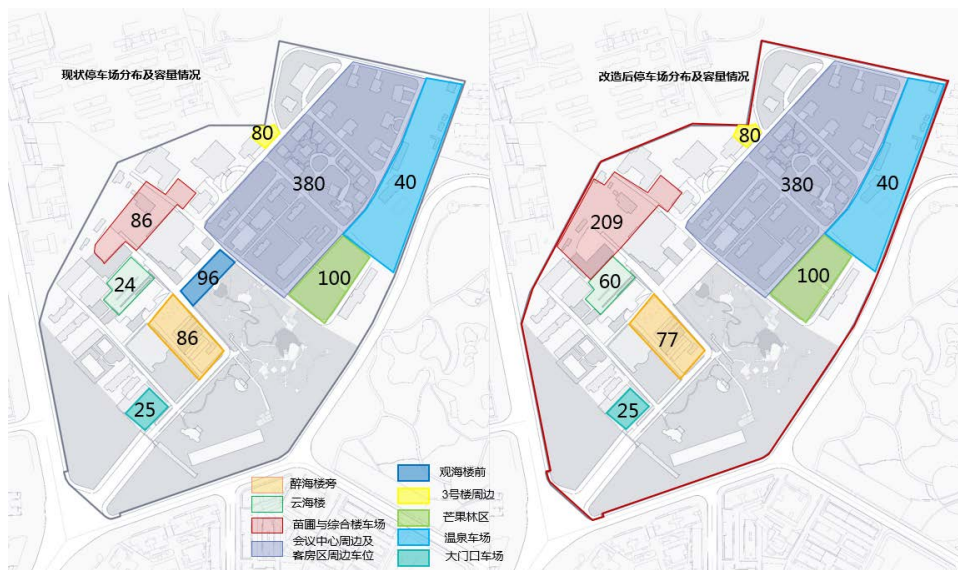 现状停车场分布及容量情况
80
380
40
86
96
100
24
86
25
醉海楼旁
云海楼
苗圃与综合楼车场
会议中心周边及
客房区周边车位
观海楼前
3号楼周边
芒果林区
温泉车场
大门口车场
改造后停车场分布及容量情况
80
380
40
209
100
60
77
25